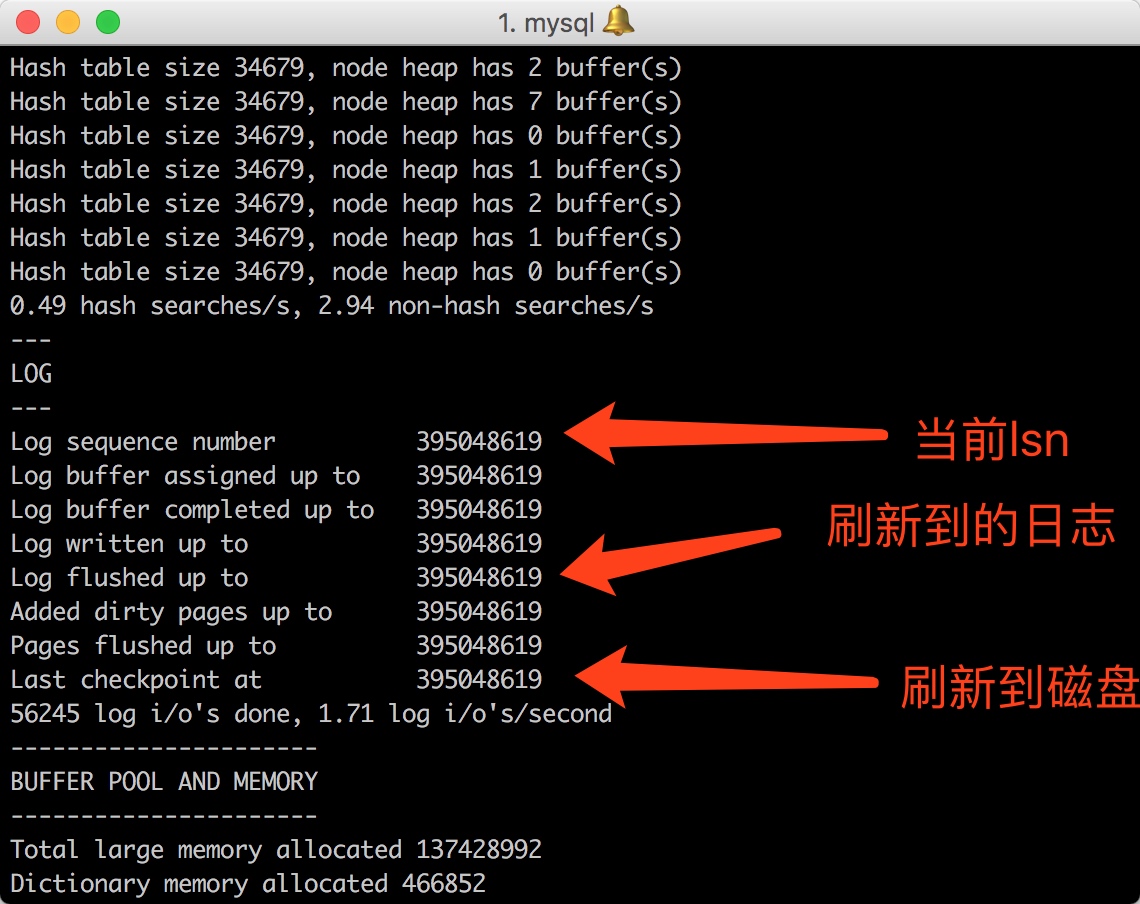 1. mysql
Hash table size 34679, node heap has 2 buffer(s)
Hash table size 34679, node heap has 7 buffer(s)
Hash table size 34679, node heap has 0 buffer(s)
Hash table size 34679, node heap has 1 buffer(s)
Hash table size 34679, node heap has 2 buffer(s)
Hash table size 34679, node heap has 1 buffer(s)
Hash table size 34679, node heap has 0 buffer(s)
0.49 hash searches/s, 2.94 non-hash searches/s
---
LOG
---
Log sequence number 395048619 当前lsn
Log buffer assigned up to 395048619
Log buffer completed up to 395048619
刷新到的日志
Log written up to 395048619
Log flushed up to 395048619
Added dirty pages up to 395048619
Pages flushed up to 395048619
Last checkpoint at 395048619 刷新到磁盘
56245 log i/o's done, 1.71 log i/o's/second
----------------------
BUFFER POOL AND MEMORY
----------------------
Total large memory allocated 137428992
Dictionary memory allocated 466852